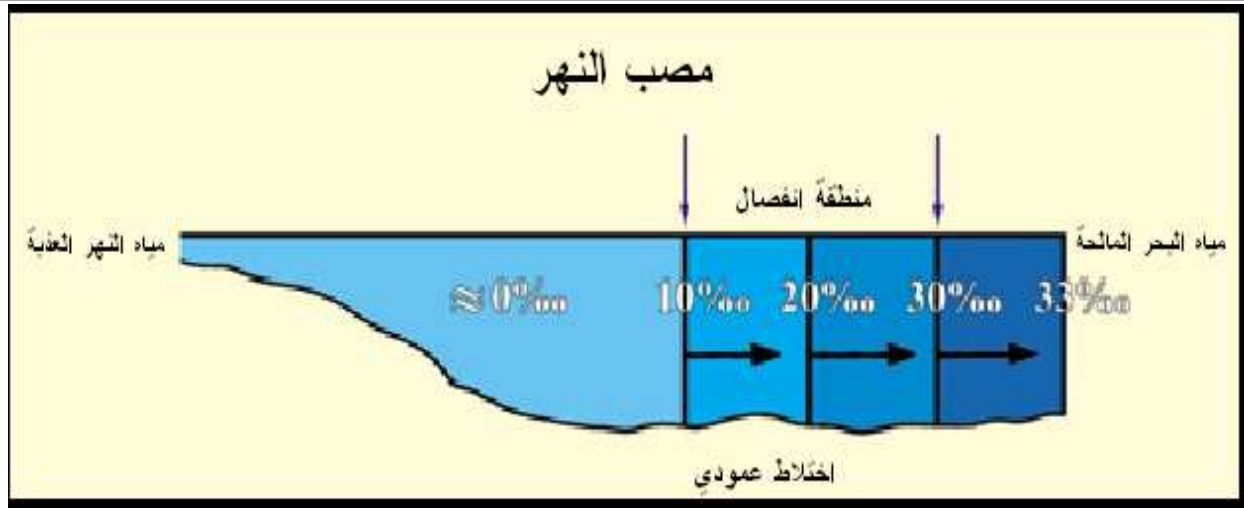 مصب النهر
منطقة انفصال
مياه النهر العذبة
مياه البحر المالحة
≈ 0‰ 10‰ 20‰ 30‰ 33‰
اختلاط عمودي